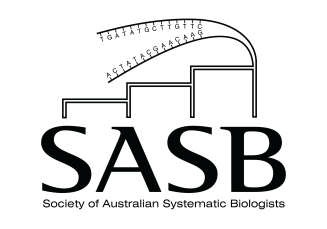 TGATATGCTTGTTC
ACTATACGAACAAG
SASB
Society of Australian Systematic Biologists